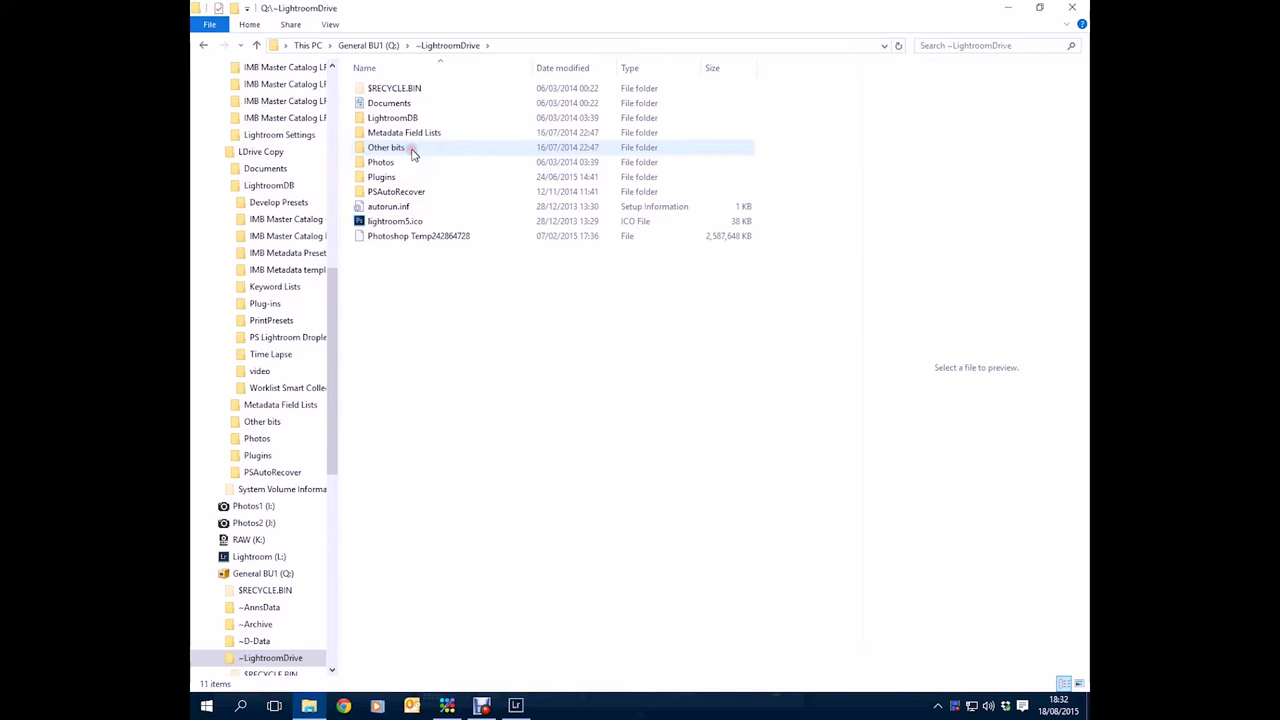 Q:\~LightroomDrive
File Home Share View
This PC General BU1 (Q:) ~LightroomDrive Search ~LightroomDrive
Name Date modified Type Size
$RECYCLE.BIN 06/03/2014 00:22 File folder
Documents 06/03/2014 00:22 File folder
LightroomDB 06/03/2014 03:39 File folder
Metadata Field Lists 16/07/2014 22:47 File folder
Other bits 16/07/2014 22:47 File folder
Photos 06/03/2014 03:39 File folder
Plugins 24/06/2015 14:41 File folder
PSAutoRecover 12/11/2014 11:41 File folder
autorun.inf 28/12/2013 13:30 Setup Information 1 KB
lightroom5.ico 28/12/2013 13:29 ICO File 38 KB
Photoshop Temp242864728 07/02/2015 17:36 File 2,587,648 KB
IMB Master Catalog LF
IMB Master Catalog LF
IMB Master Catalog LF
IMB Master Catalog LF
Lightroom Settings
LDrive Copy
Documents
LightroomDB
Develop Presets
IMB Master Catalog
IMB Master Catalog
IMB Metadata Preset
IMB Metadata templ
Keyword Lists
Plug-ins
PrintPresets
PS Lightroom Drople
Time Lapse
video
Worklist Smart Colle
Metadata Field Lists
Other bits
Photos
Plugins
PSAutoRecover
System Volume Informa
Photos1 (I:)
Photos2 (J:)
RAW (K:)
Lightroom (L:)
General BU1 (Q:)
$RECYCLE.BIN
~AnnsData
~Archive
~D-Data
~LightroomDrive
$RECYCLE.BIN
Select a file to preview.
11 items
18:32
18/08/2015